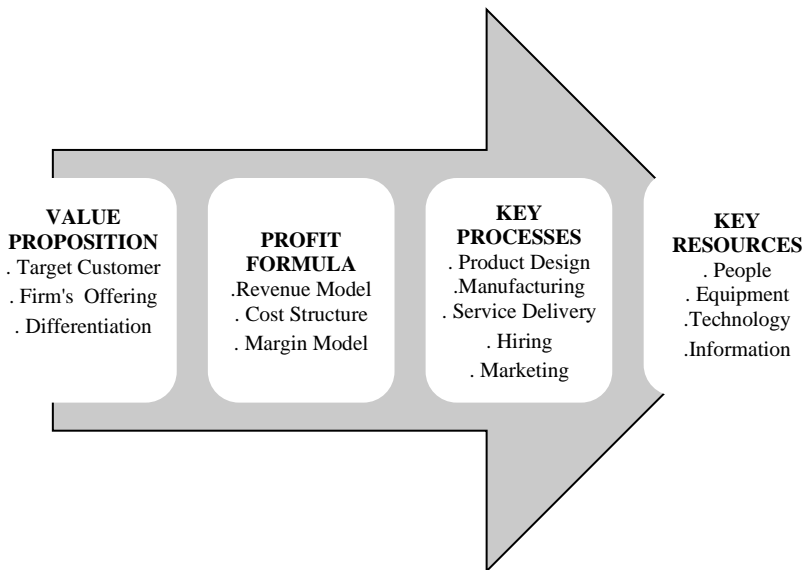 VALUE
PROPOSITION
. Target Customer
. Firm's Offering
. Differentiation
PROFIT
FORMULA
.Revenue Model
. Cost Structure
. Margin Model
KEY
PROCESSES
. Product Design
.Manufacturing
. Service Delivery
. Hiring
. Marketing
KEY
RESOURCES
. People
. Equipment
.Technology
.Information